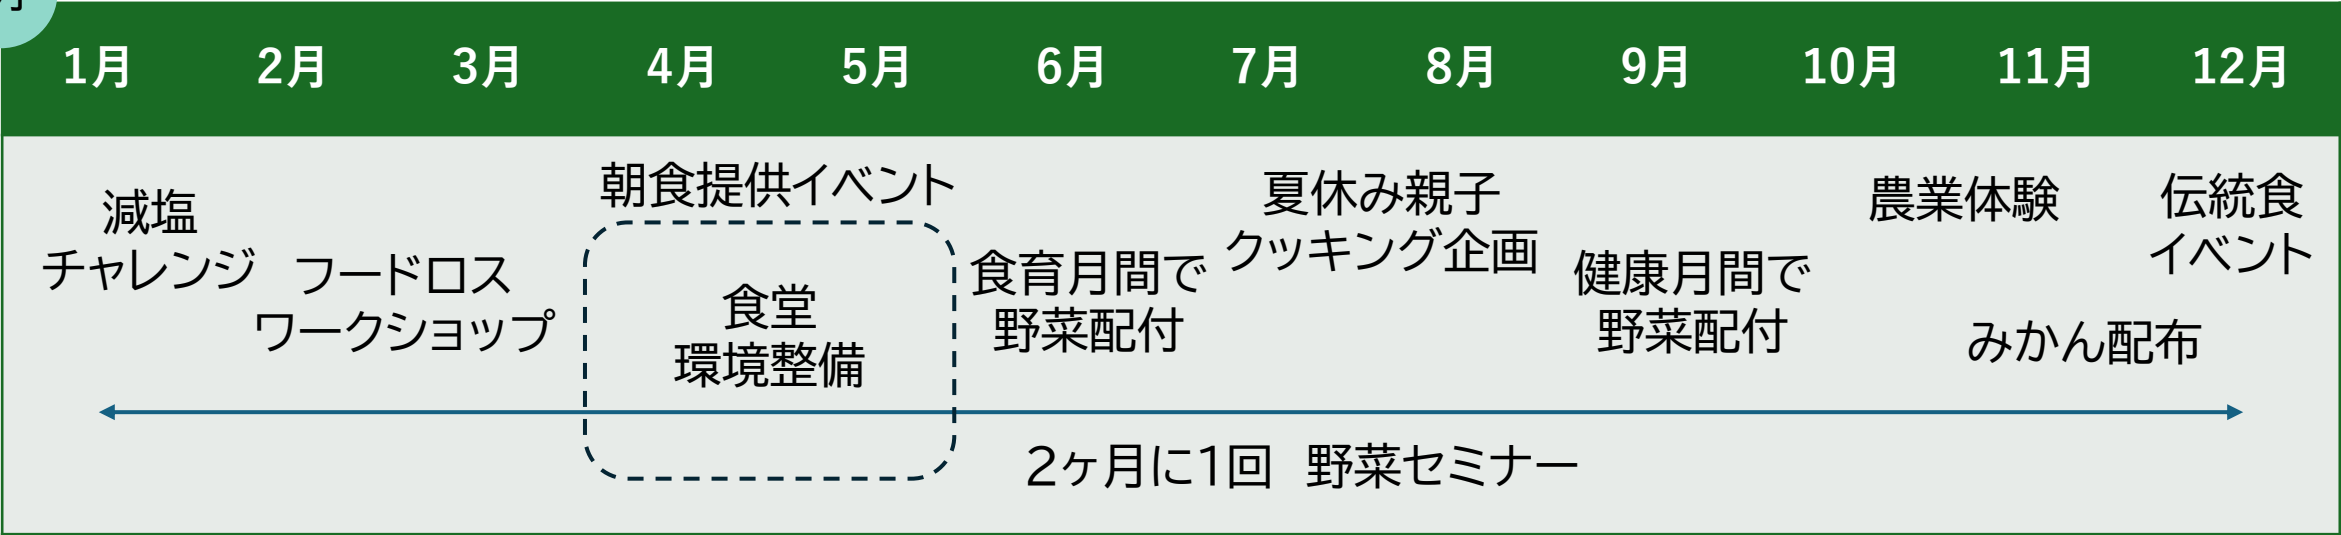 1月 2月 3月 4月 5月 6月 7月 8月 9月 10月 11月 12月
減塩
チャレンジ
フードロス
ワークショップ
朝食提供イベント
食堂
環境整備
食育月間で
野菜配付
夏休み親子
クッキング企画
健康月間で
野菜配付
農業体験
みかん配布
伝統食
イベント
2ヶ月に1回 野菜セミナー